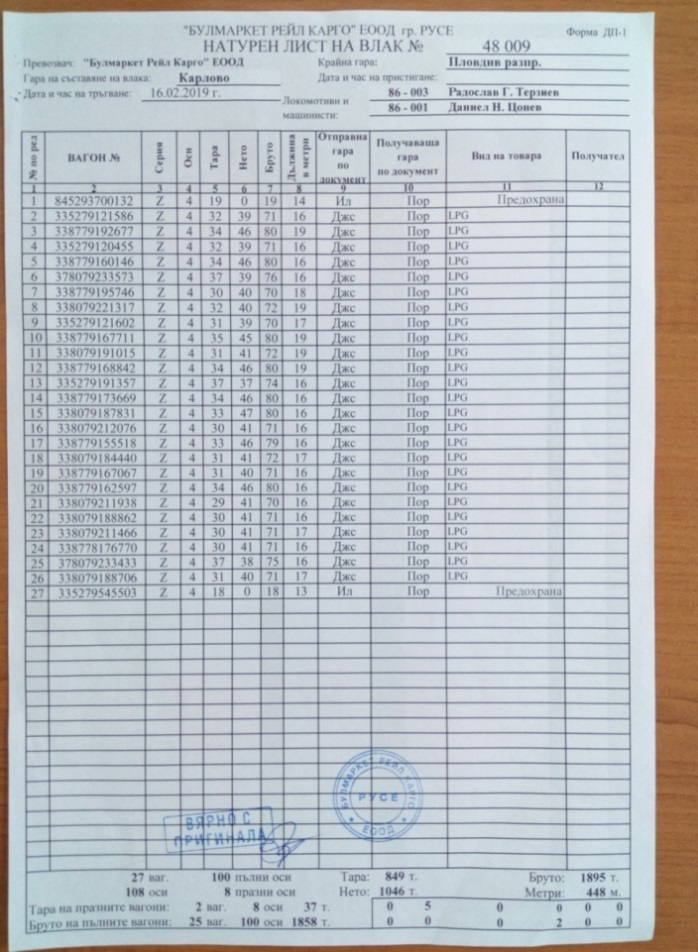 "БУЛМАРКЕТ РЕЙЛ КАРГО" ЕООД гр. РУСЕ Форма ДП-1
НАТУРЕН ЛИСТ НА ВЛАК № 48 009
Превозвач: "Булмаркет Рейл Карго" ЕООД Крайна гара: Пловдив разпр.
Гара на съставяне на влака: Карлово Дата и час на пристигане:
Дата и час на тръгване: 16.02.2019 г. Локомотиви и машинисти: 86 - 003 Радослав Г. Терзиев
86 - 001 Даниел Н. Цонев
№ по ред ВАГОН № Серия Оси Тара Нето Бруто Дължина в метри Отправна гара по документ Получаваща гара по документ Вид на товара Получател
1 2 3 4 5 6 7 8 9 10 11 12
1 845293700132 Z 4 19 0 19 14 Ил Пор Предохрана
2 335279121586 Z 4 32 39 71 16 Джс Пор LPG
3 338779192677 Z 4 34 46 80 19 Джс Пор LPG
4 335279120455 Z 4 32 39 71 16 Джс Пор LPG
5 338779160146 Z 4 34 46 80 16 Джс Пор LPG
6 378079233573 Z 4 37 39 76 16 Джс Пор LPG
7 338779195746 Z 4 30 40 70 18 Джс Пор LPG
8 338079221317 Z 4 32 40 72 19 Джс Пор LPG
9 335279121602 Z 4 31 39 70 17 Джс Пор LPG
10 338779167711 Z 4 35 45 80 19 Джс Пор LPG
11 338079191015 Z 4 31 41 72 19 Джс Пор LPG
12 338779168842 Z 4 34 46 80 19 Джс Пор LPG
13 335279191357 Z 4 37 37 74 16 Джс Пор LPG
14 338779173669 Z 4 34 46 80 16 Джс Пор LPG
15 338079187831 Z 4 33 47 80 16 Джс Пор LPG
16 338079212076 Z 4 30 41 71 16 Джс Пор LPG
17 338779155518 Z 4 33 46 79 16 Джс Пор LPG
18 338079184440 Z 4 31 41 72 17 Джс Пор LPG
19 338779167067 Z 4 31 40 71 16 Джс Пор LPG
20 338779162597 Z 4 34 46 80 16 Джс Пор LPG
21 338079211938 Z 4 29 41 70 16 Джс Пор LPG
22 338079188862 Z 4 30 41 71 16 Джс Пор LPG
23 338079211466 Z 4 30 41 71 17 Джс Пор LPG
24 338778176770 Z 4 30 41 71 16 Джс Пор LPG
25 378079233433 Z 4 37 38 75 16 Джс Пор LPG
26 338079188706 Z 4 31 40 71 17 Джс Пор LPG
27 335279545503 Z 4 18 0 18 13 Ил Пор Предохрана
БУЛМАРКЕТ РЕЙЛ КАРГО
РУСЕ
ЕООД
ВЯРНО С
ОРИГИНАЛА
27 ваг. 100 пълни оси Тара: 849 т. Бруто: 1895 т.
108 оси 8 празни оси Нето: 1046 т. Метри: 448 м.
Тара на празните вагони: 2 ваг. 8 оси 37 т. 0 5 0 0 0 0
Бруто на пълните вагони: 25 ваг. 100 оси 1858 т. 0 0 0 2 0 0